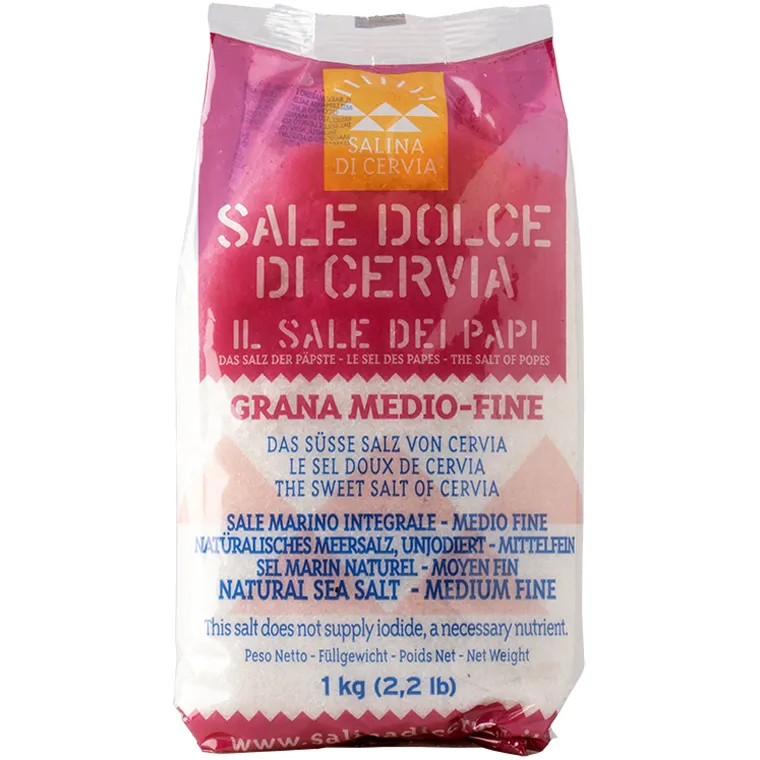 SALINA
DI CERVIA
SALE DOLCE
DI CERVIA
IL SALE DEI PAPI
DAS SALZ DER PÄPSTE - LE SEL DES PAPES - THE SALT OF POPES
GRANA MEDIO-FINE
DAS SÜSSE SALZ VON CERVIA
LE SEL DOUX DE CERVIA
THE SWEET SALT OF CERVIA
SALE MARINO INTEGRALE - MEDIO FINE
NATÜRALISCHES MEERSALZ, UNJODIERT - MITTELFEIN
SEL MARIN NATUREL - MOYEN FIN
NATURAL SEA SALT - MEDIUM FINE
This salt does not supply iodide, a necessary nutrient.
Peso Netto - Füllgewicht - Poids Net - Net Weight
1 kg (2,2 lb)